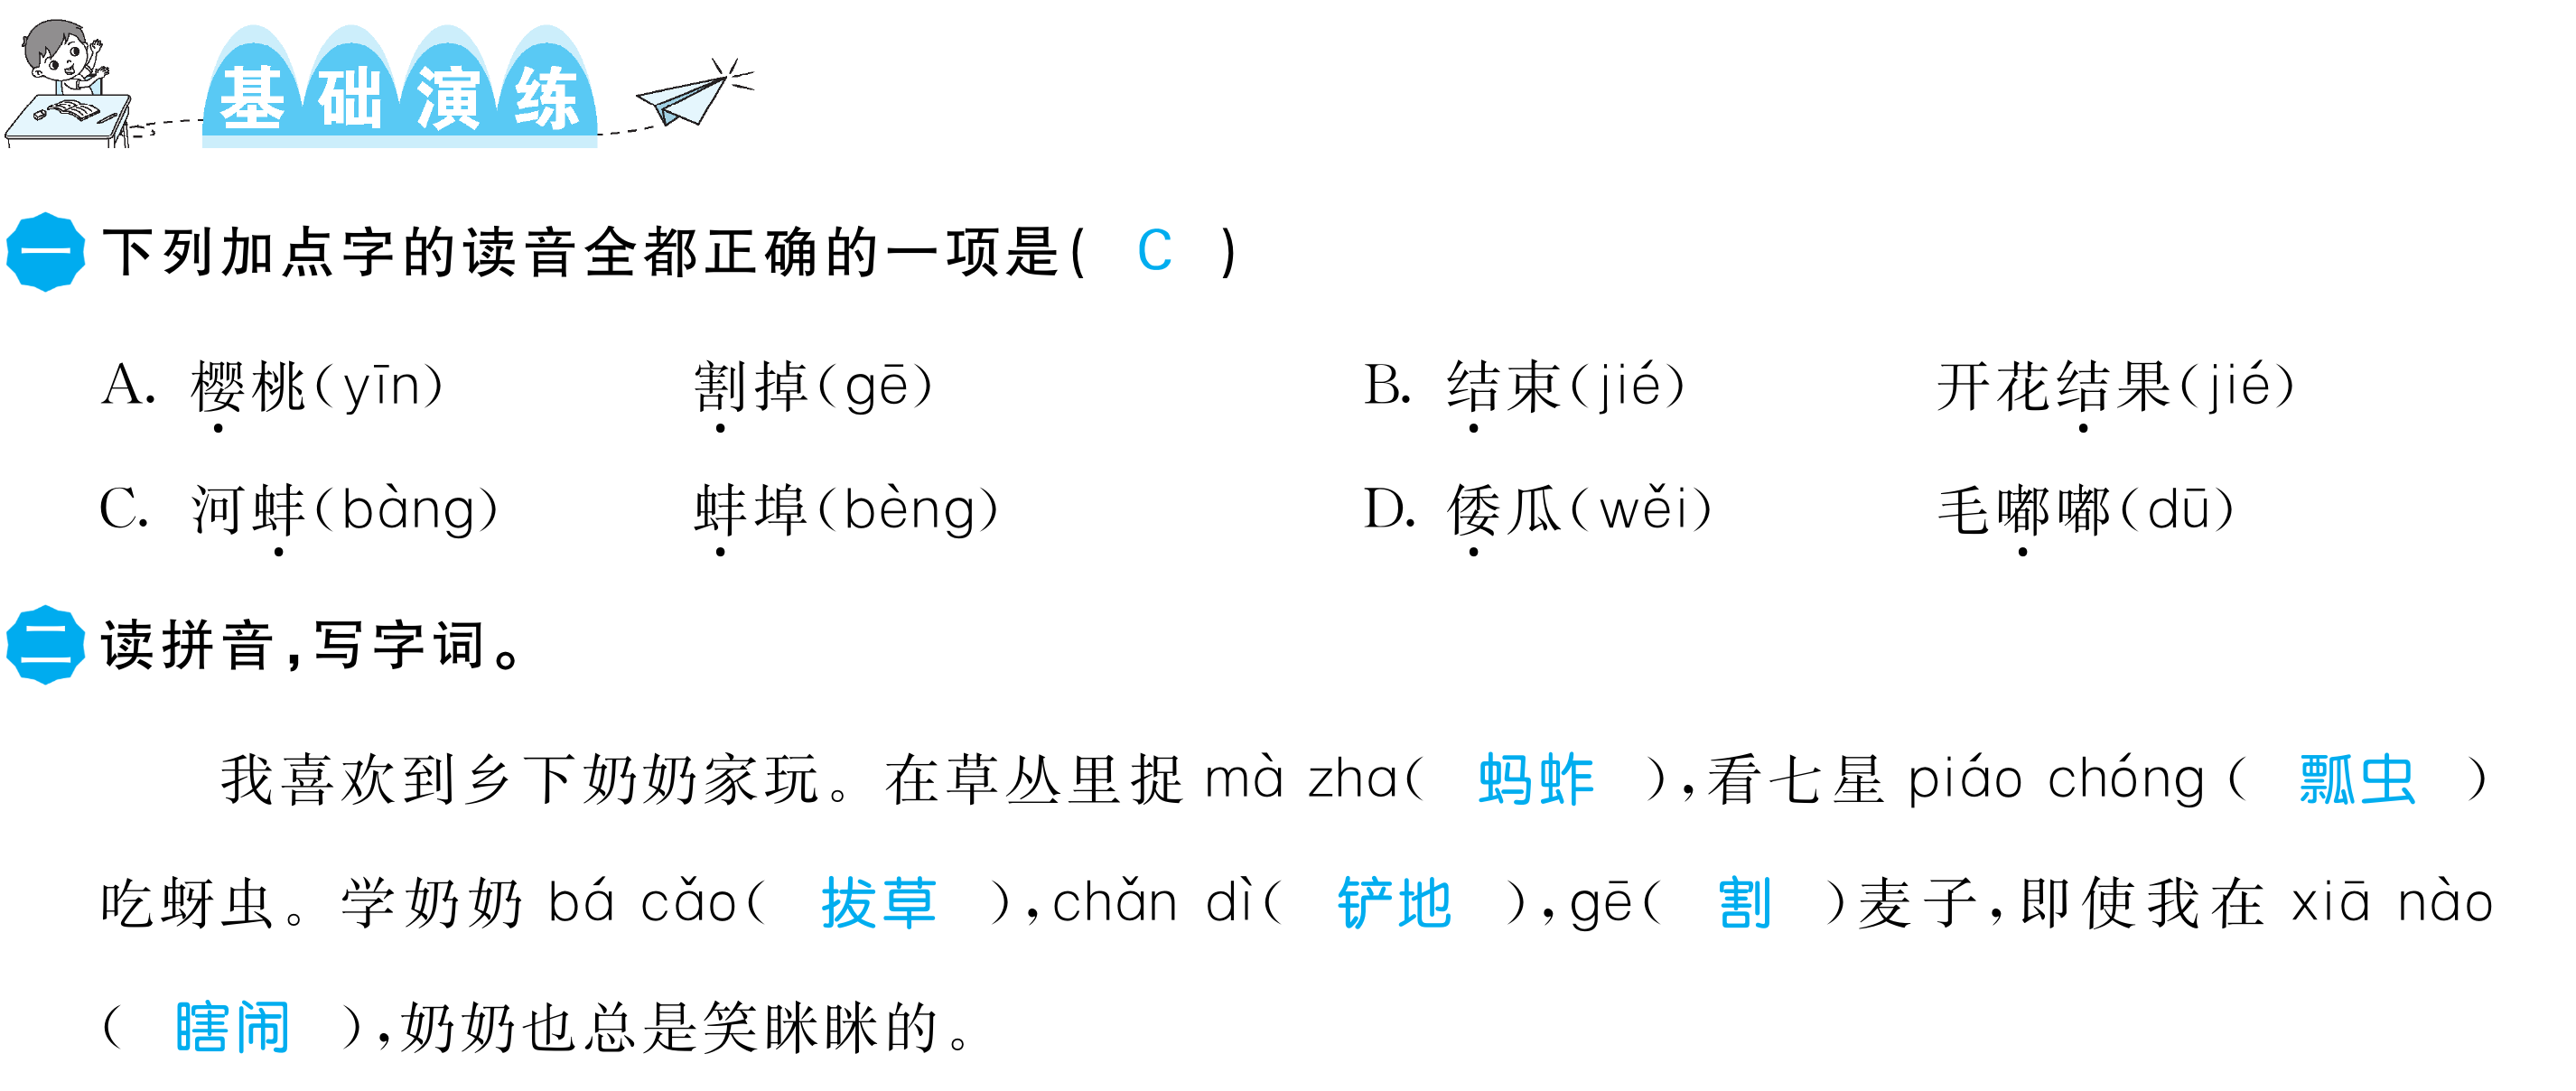 基础演练
一 下列加点字的读音全都正确的一项是( C )
A. 樱桃(yīn) 割掉(gē) B. 结束(jié) 开花结果(jié)
C. 河蚌(bàng) 蚌埠(bèng) D. 倭瓜(wěi) 毛嘟嘟(dū)
二 读拼音,写字词。
我喜欢到乡下奶奶家玩。在草丛里捉 mà zha( 蚂蚱 ),看七星 piáo chóng( 瓢虫 )
吃蚜虫。学奶奶 bá cǎo( 拔草 ),chǎn dì( 铲地 ),gē( 割 )麦子,即使我在 xiā nào
( 瞎闹 ),奶奶也总是笑眯眯的。